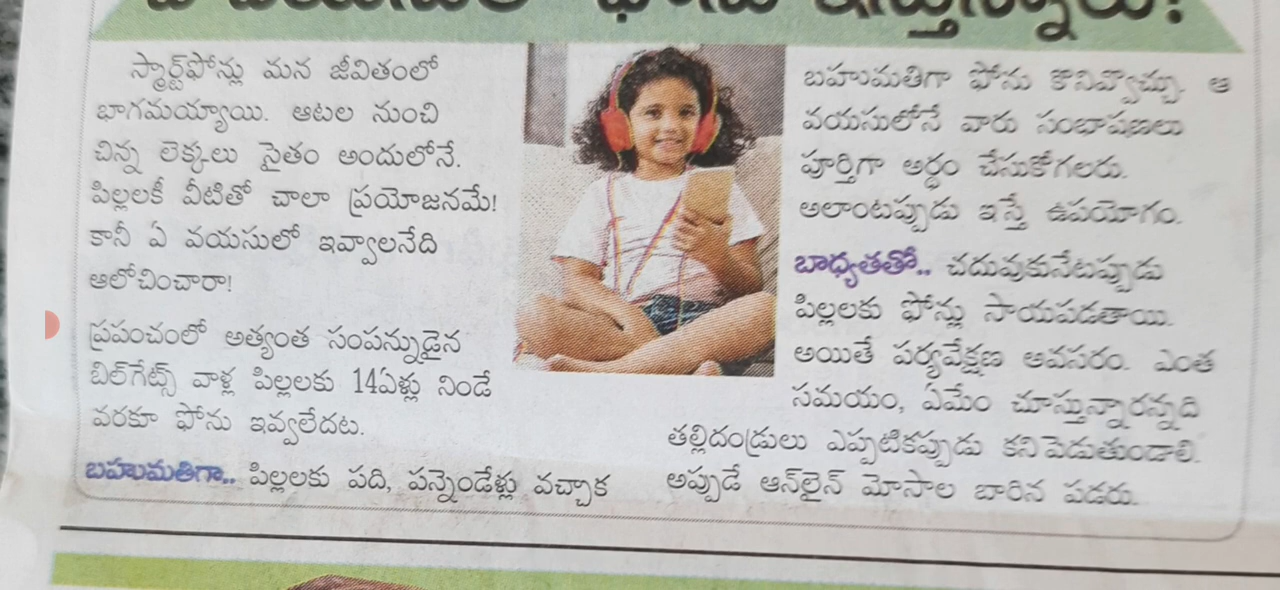 ఏ వయసులో ఫోను ఇస్తున్నారు!
స్మార్ట్‌ఫోన్లు మన జీవితంలో
భాగమయ్యాయి. ఆటల నుంచి
చిన్న లెక్కలు సైతం అందులోనే.
పిల్లలకీ వీటితో చాలా ప్రయోజనమే!
కానీ ఏ వయసులో ఇవ్వాలనేది
ఆలోచించారా!
ప్రపంచంలో అత్యంత సంపన్నుడైన
బిల్‌గేట్స్ వాళ్ల పిల్లలకు 14ఏళ్లు నిండే
వరకూ ఫోను ఇవ్వలేదట.
బహుమతిగా.. పిల్లలకు పది, పన్నెండేళ్లు వచ్చాక
బహుమతిగా ఫోను కొనివ్వొచ్చు. ఆ
వయసులోనే వారు సంభాషణలు
పూర్తిగా అర్థం చేసుకోగలరు.
అలాంటప్పుడు ఇస్తే ఉపయోగం.
బాధ్యతతో.. చదువుకునేటప్పుడు
పిల్లలకు ఫోన్లు సాయపడతాయి.
అయితే పర్యవేక్షణ అవసరం. ఎంత
సమయం, ఏమేం చూస్తున్నారన్నది
తల్లిదండ్రులు ఎప్పటికప్పుడు కనిపెడుతుండాలి.
అప్పుడే ఆన్‌లైన్ మోసాల బారిన పడరు.